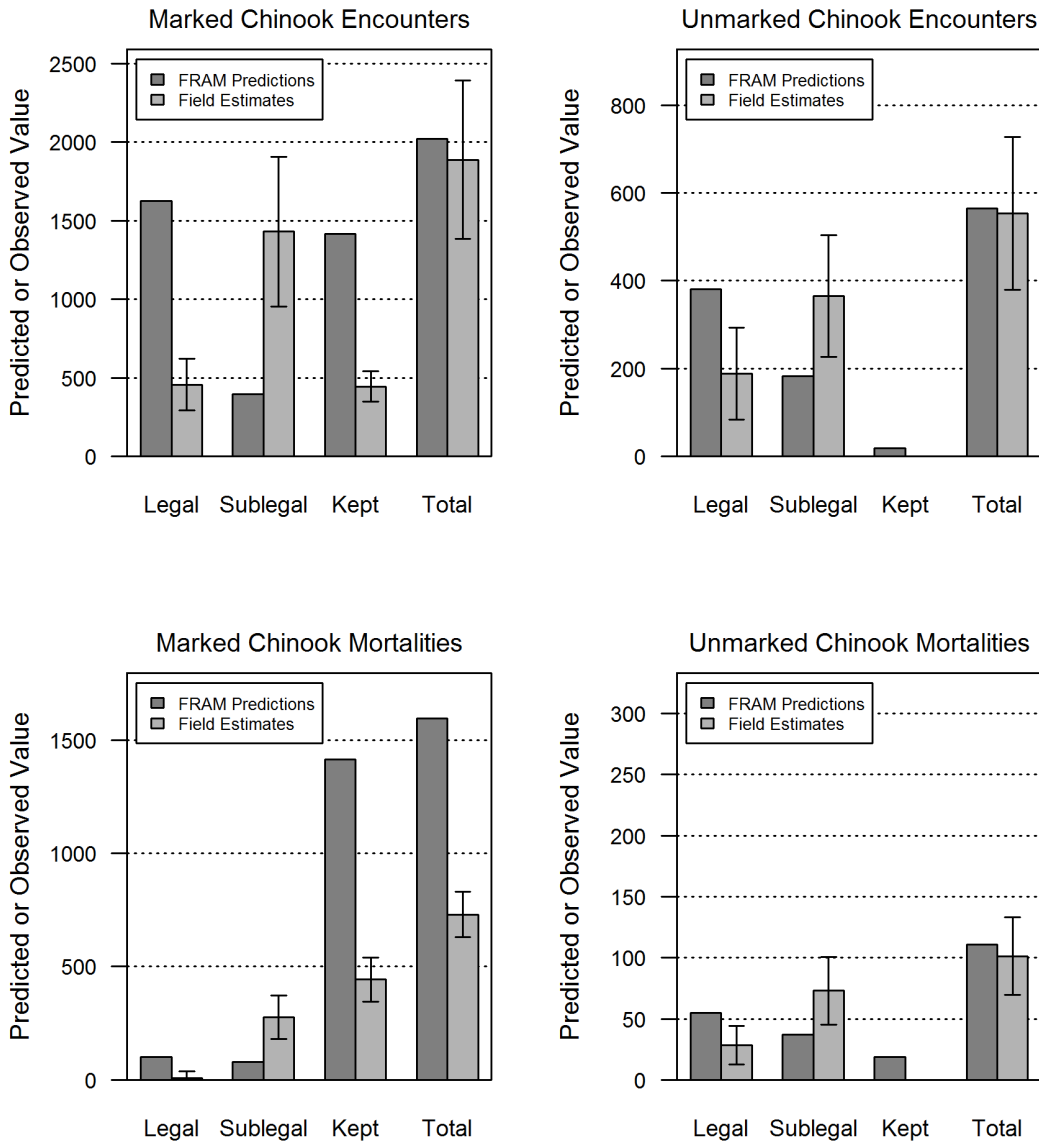 Marked Chinook Encounters
Predicted or Observed Value
2500
2000
1500
1000
500
0
FRAM Predictions
Field Estimates
Legal Sublegal Kept Total
Unmarked Chinook Encounters
Predicted or Observed Value
800
600
400
200
0
FRAM Predictions
Field Estimates
Legal Sublegal Kept Total
Marked Chinook Mortalities
Predicted or Observed Value
1500
1000
500
0
FRAM Predictions
Field Estimates
Legal Sublegal Kept Total
Unmarked Chinook Mortalities
Predicted or Observed Value
300
250
200
150
100
50
0
FRAM Predictions
Field Estimates
Legal Sublegal Kept Total